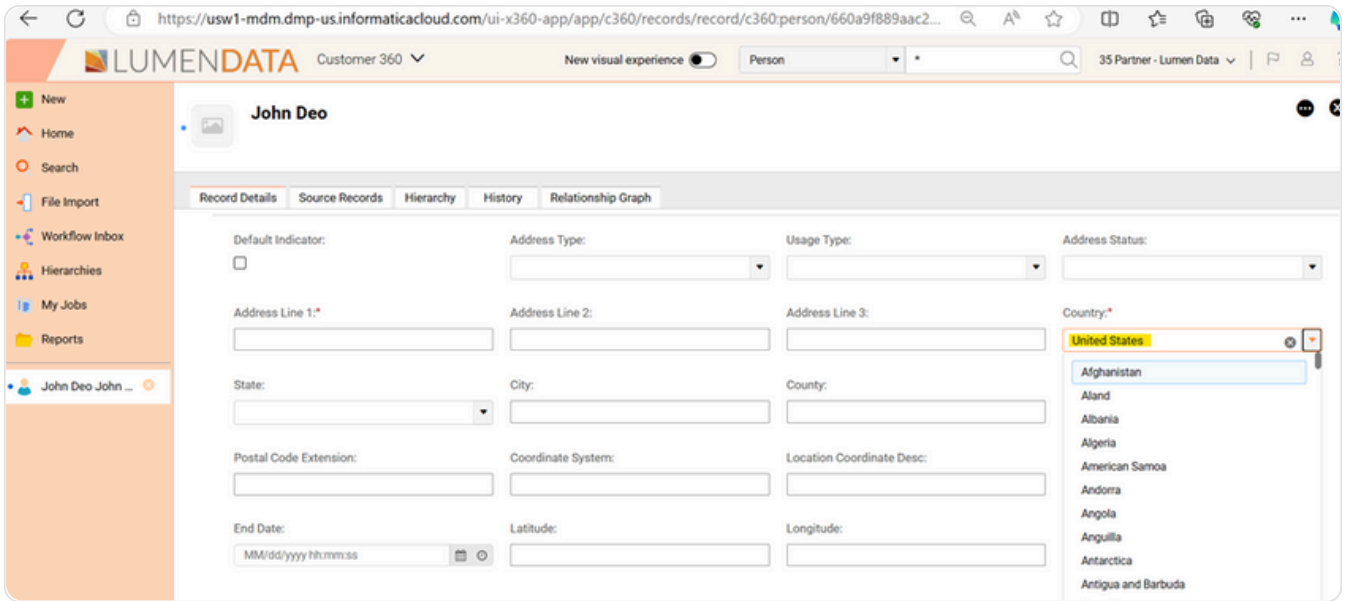 https://usw1-mdm.dmp-us.informaticacloud.com/ui-x360-app/app/c360/records/record/c360:person/660a9f889aac2...
LUMENDATA Customer 360 New visual experience Person * 35 Partner - Lumen Data
New
Home
Search
File Import
Workflow Inbox
Hierarchies
My Jobs
Reports
John Deo John ...
John Deo
Record Details Source Records Hierarchy History Relationship Graph
Default Indicator: Address Type: Usage Type: Address Status:
Address Line 1:* Address Line 2: Address Line 3: Country:*
United States
State: City: County:
Postal Code Extension: Coordinate System: Location Coordinate Desc:
End Date: Latitude: Longitude:
MM/dd/yyyy hh:mm:ss
Afghanistan
Aland
Albania
Algeria
American Samoa
Andorra
Angola
Anguilla
Antarctica
Antigua and Barbuda